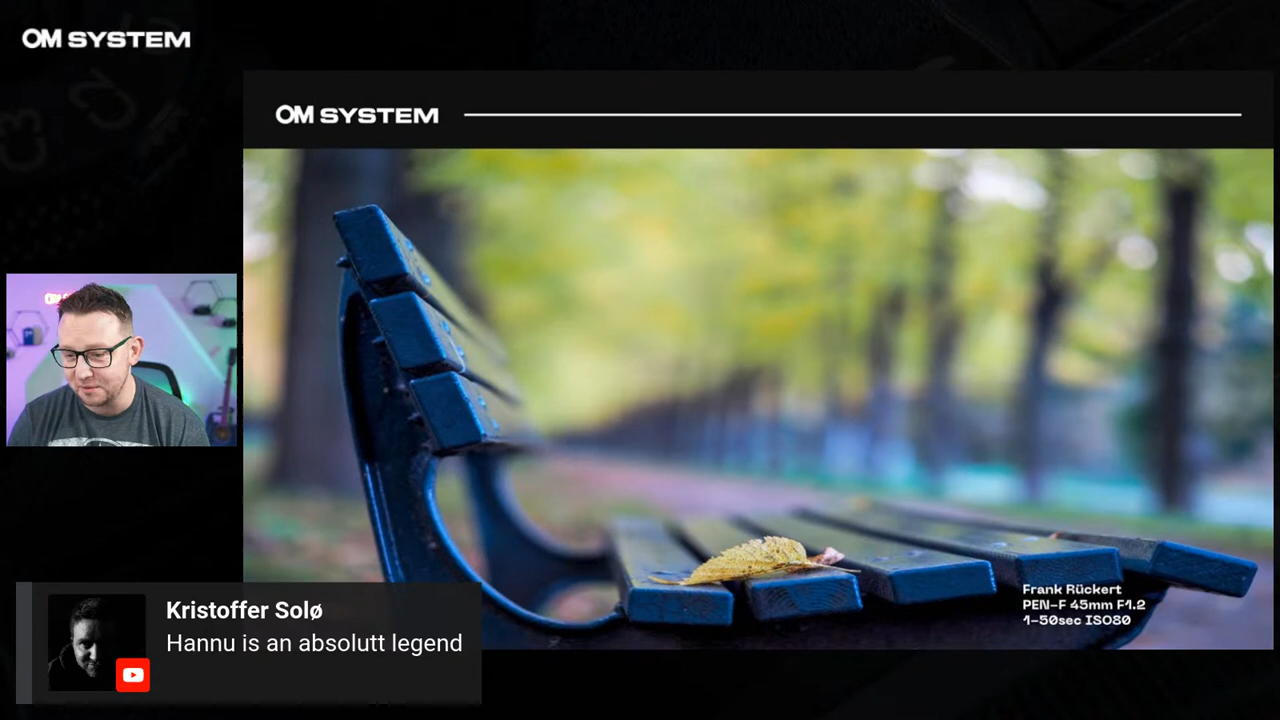 OM SYSTEM
OM SYSTEM
Frank Rückert
PEN-F 45mm F1.2
1-50sec ISO80
Kristoffer Solø
Hannu is an absolutt legend